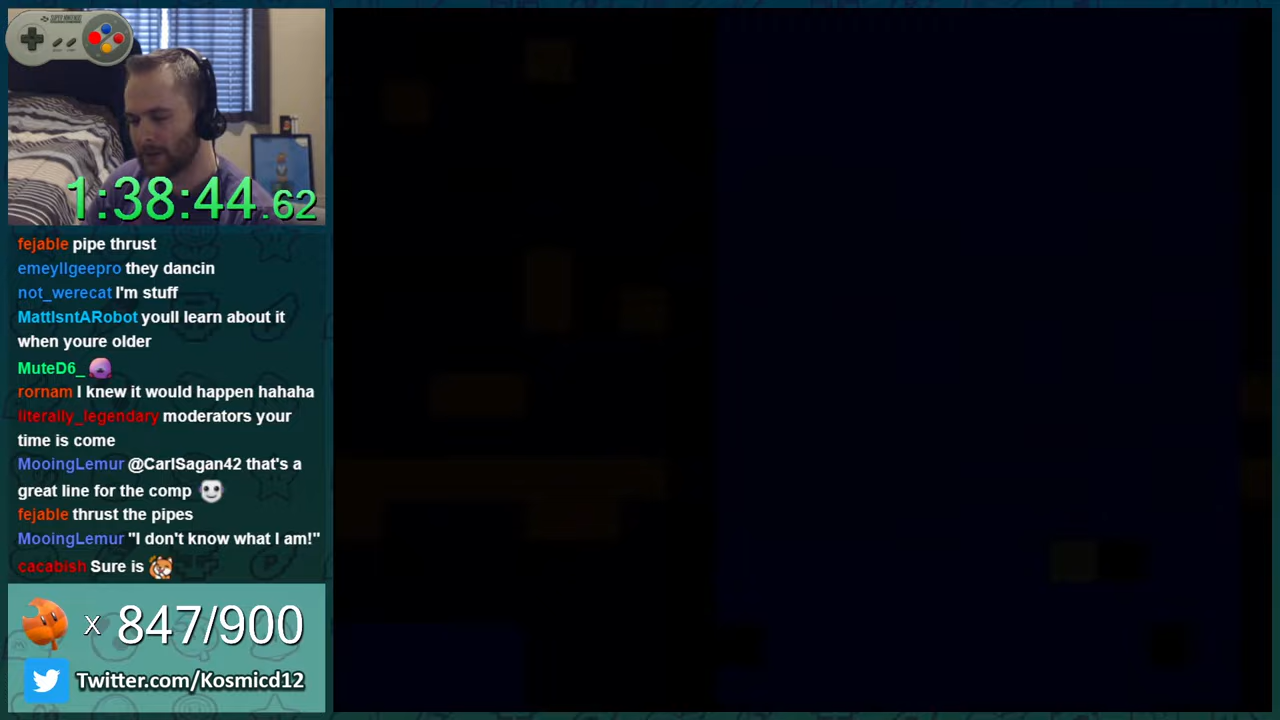 1:38:44.62
fejable pipe thrust
emeyllgeepro they dancin
not_werecat I'm stuff
MattIsntARobot youll learn about it
when youre older
MuteD6_
rornam I knew it would happen hahaha
literally_legendary moderators your
time is come
MooingLemur @CarlSagan42 that's a
great line for the comp
fejable thrust the pipes
MooingLemur "I don't know what I am!"
cacabish Sure is
x 847/900
Twitter.com/Kosmicd12